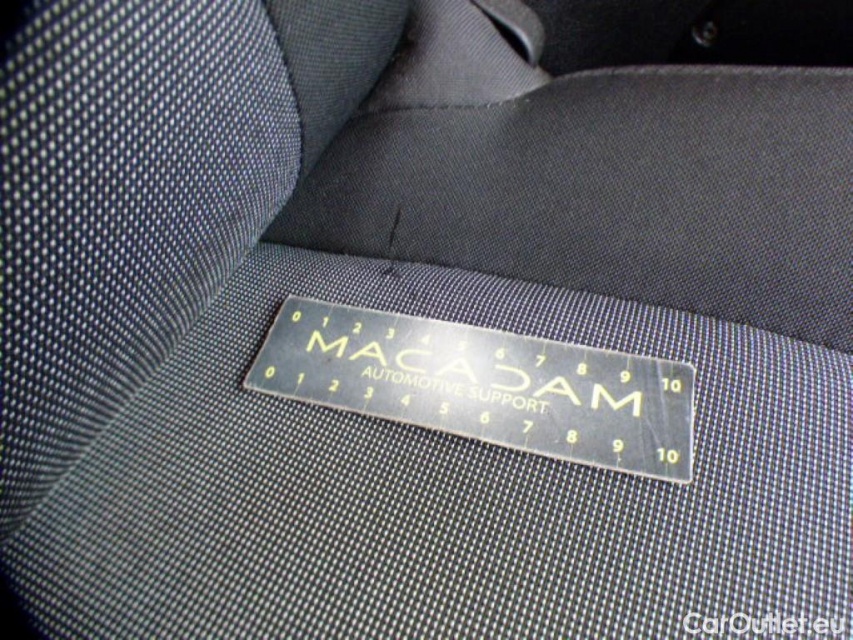 0 1 2 3 4 5 6 7 8 9 10
MACADAM
AUTOMOTIVE SUPPORT
0 1 2 3 4 5 6 7 8 9 10
CarOutlet.eu